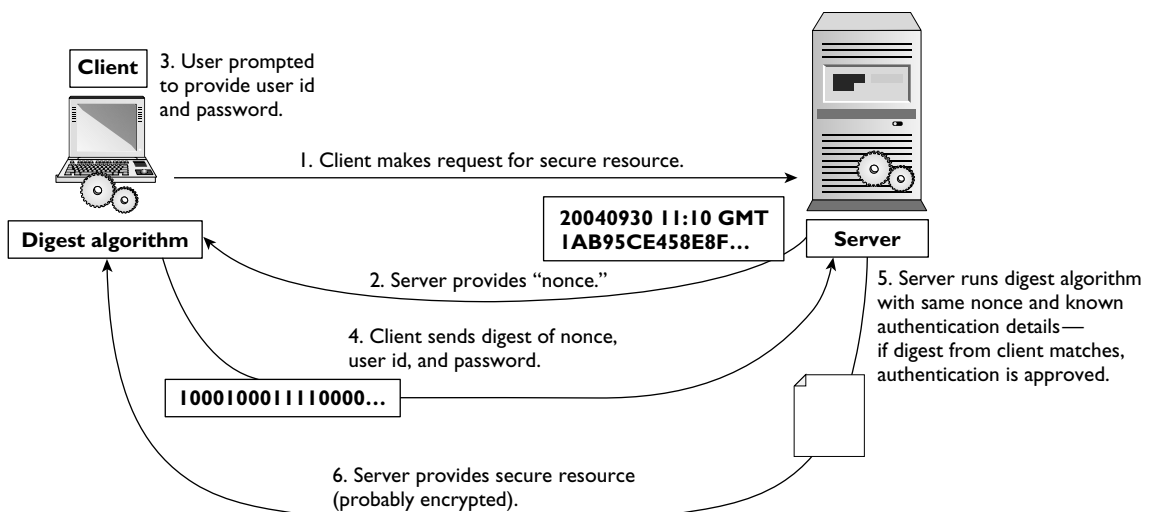 Client
3. User prompted
to provide user id
and password.
1. Client makes request for secure resource.
20040930 11:10 GMT
1AB95CE458E8F…
Digest algorithm
Server
2. Server provides “nonce.”
5. Server runs digest algorithm
with same nonce and known
authentication details—
if digest from client matches,
authentication is approved.
4. Client sends digest of nonce,
user id, and password.
1000100011110000…
6. Server provides secure resource
(probably encrypted).